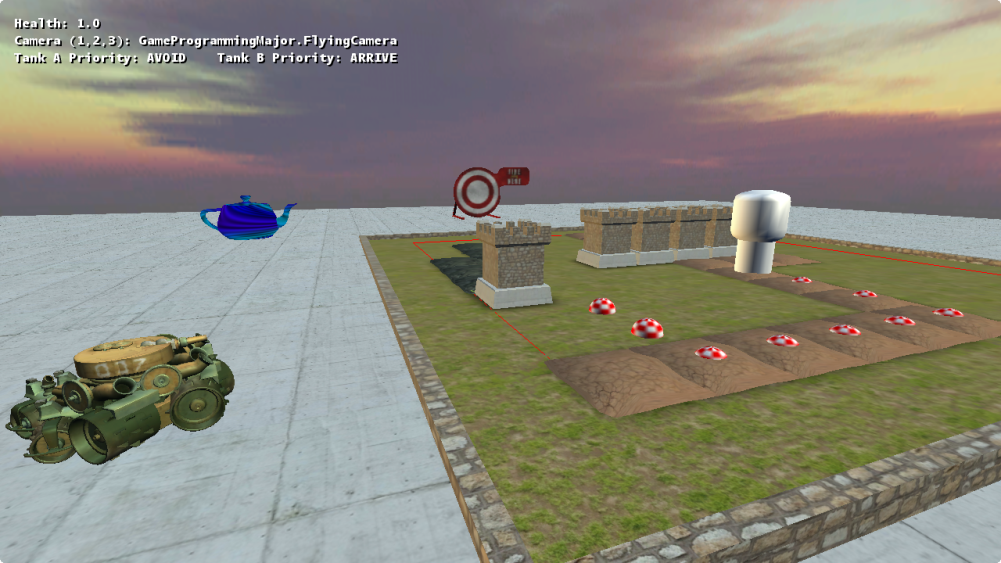 Health: 1.0
Camera (1,2,3): GameProgrammingMajor.FlyingCamera
Tank A Priority: AVOID    Tank B Priority: ARRIVE